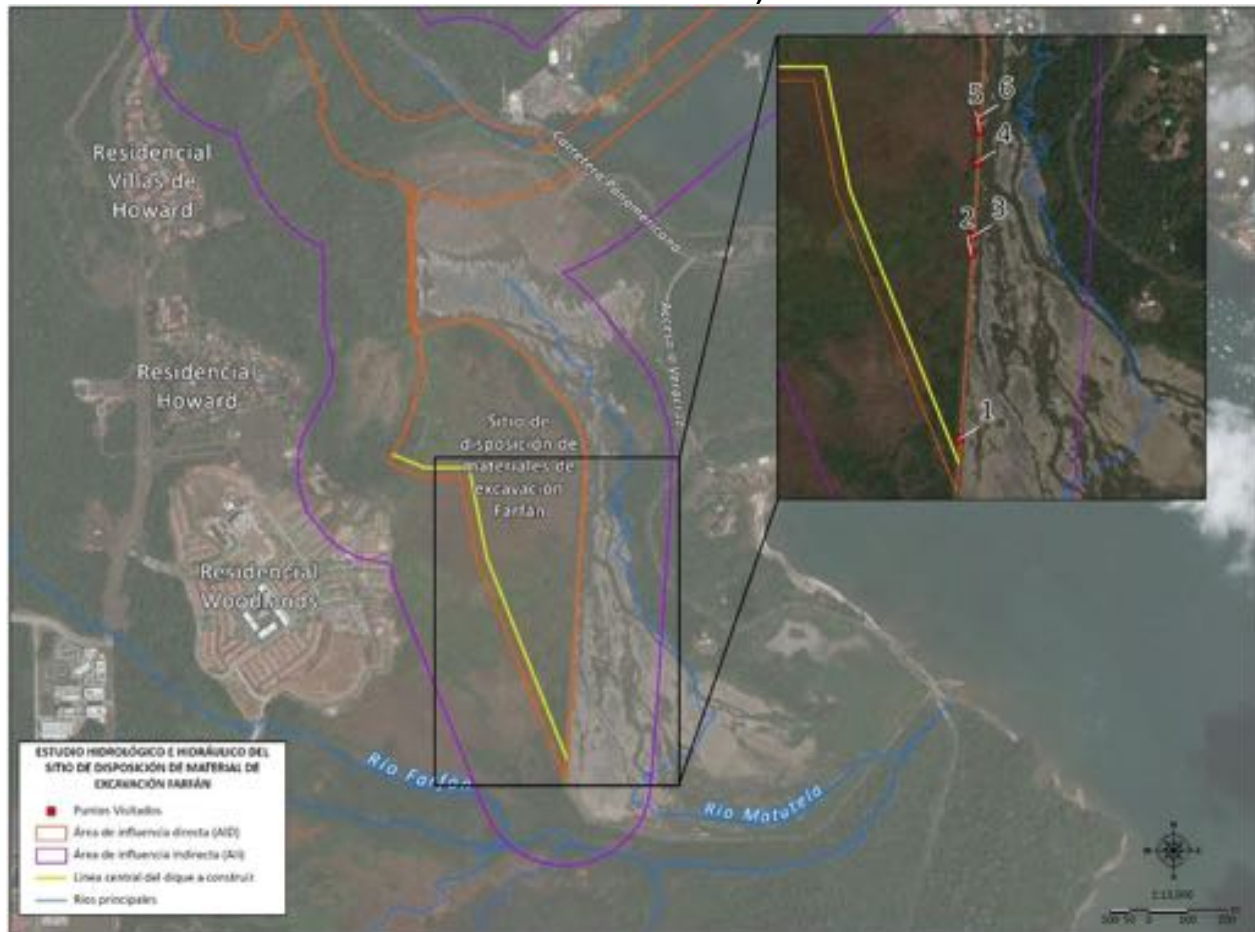 Residencial
Villas de
Howard
Carretera Panamericana
5
6
4
2
3
1
Residencial
Howard
Acceso a Veracruz
Sitio de
disposición de
materiales de
excavación
Farfán
Residencial
Woodlands
Río Farfán
Río Matutela
ESTUDIO HIDROLÓGICO E HIDRÁULICO DEL
SITIO DE DISPOSICIÓN DE MATERIAL DE
EXCAVACIÓN FARFÁN
Puntos Visitados
Área de influencia directa (AID)
Área de influencia indirecta (AII)
Línea central del dique a construir
Ríos principales
N